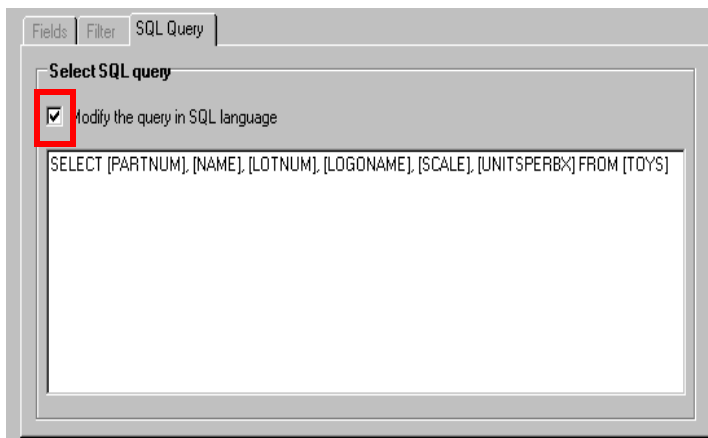 Fields Filter SQL Query
Select SQL query
Modify the query in SQL language
SELECT [PARTNUM], [NAME], [LOTNUM], [LOGONAME], [SCALE], [UNITSPERBX] FROM [TOYS]